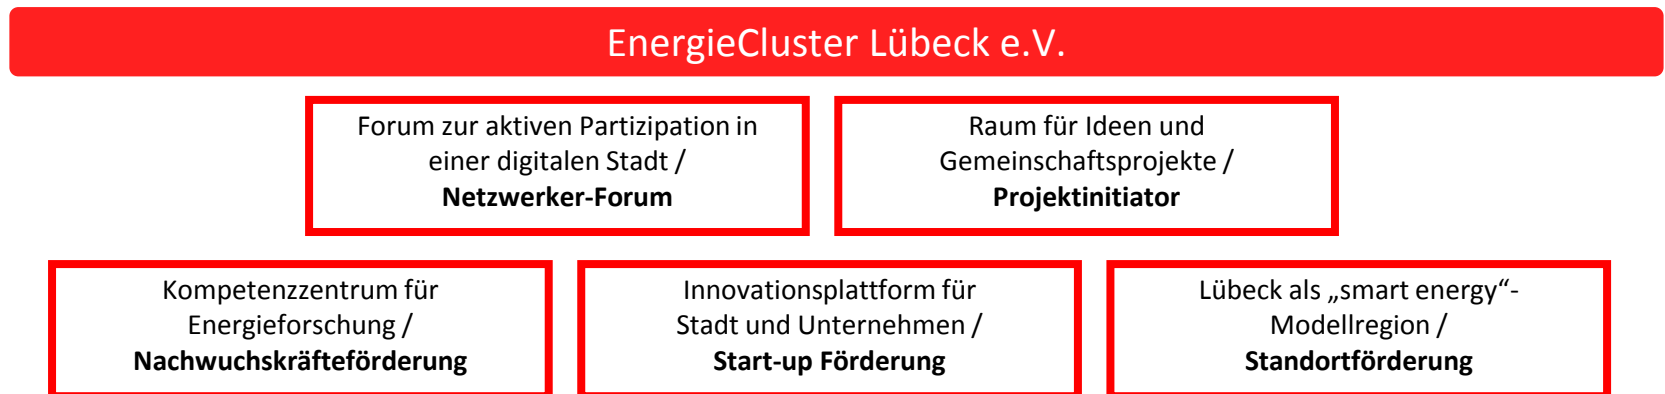 EnergieCluster Lübeck e.V.
Forum zur aktiven Partizipation in
einer digitalen Stadt /
Netzwerker-Forum
Raum für Ideen und
Gemeinschaftsprojekte /
Projektinitiator
Kompetenzzentrum für
Energieforschung /
Nachwuchskräfteförderung
Innovationsplattform für
Stadt und Unternehmen /
Start-up Förderung
Lübeck als „smart energy“-
Modellregion /
Standortförderung